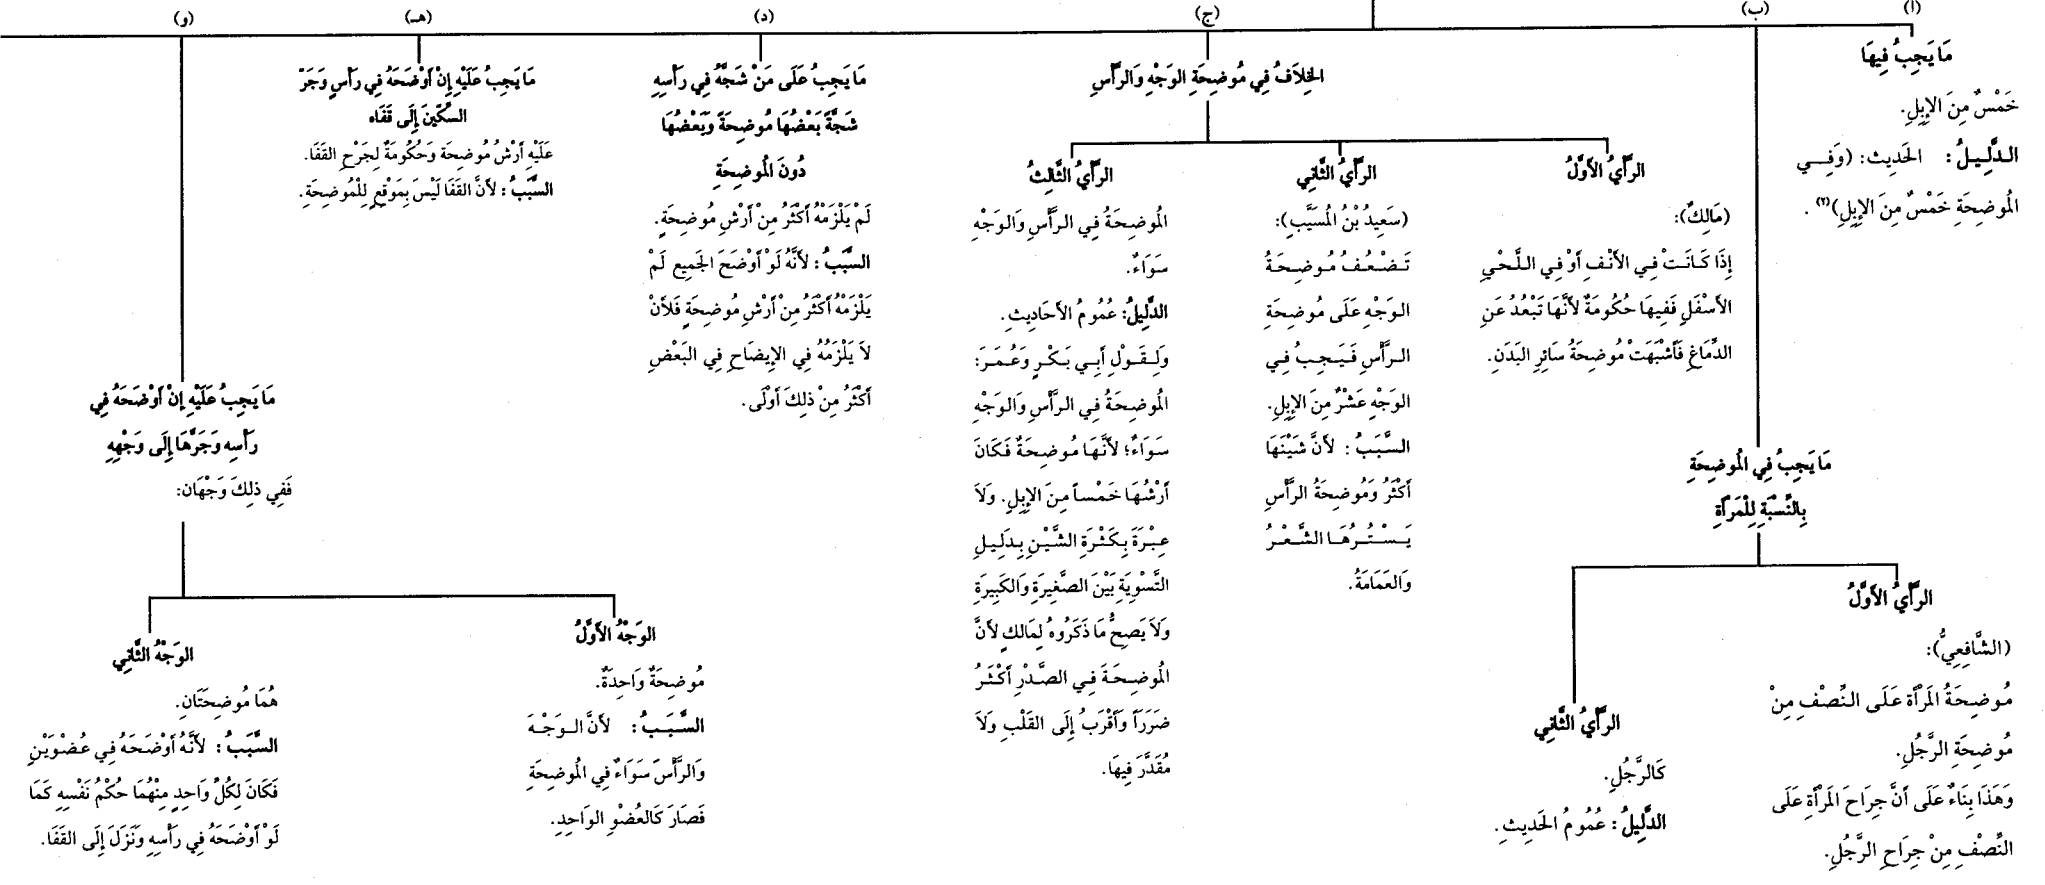 (ا)
مَا يَجِبُ فِيهَا
خَمْسٌ مِنَ الإِبِلِ.
الدَّلِيلُ: الحَدِيث: (وَفِي
المُوضِحَةِ خَمْسٌ مِنَ الإِبِلِ)(٢).
(ب)
مَا يَجِبُ فِي المُوضِحَةِ
بِالنِّسْبَةِ لِلْمَرْأَةِ
الرَّأْيُ الأَوَّلُ
(الشَّافِعِيُّ):
مُوضِحَةُ المَرْأَة عَلَى النِّصْفِ مِنْ
مُوضِحَةِ الرَّجُلِ.
وَهَذَا بِنَاءٌ عَلَى أَنَّ جِرَاحَ المَرْأَةِ عَلَى
النِّصْفِ مِنْ جِرَاحِ الرَّجُلِ.
الرَّأْيُ الثَّانِي
كَالرَّجُلِ.
الدَّلِيلُ: عُمُومُ الحَدِيثِ.
(ج)
الخِلاَفُ فِي مُوضِحَةِ الوَجْهِ وَالرَّأْسِ
الرَّأْيُ الأَوَّلُ
(مَالِكٌ):
إِذَا كَانَتْ فِي الأَنْفِ أَوْ فِي اللَّحْيِ
الأَسْفَلِ فَفِيهَا حُكُومَةٌ لأَنَّهَا تَبْعُدُ عَنِ
الدِّمَاغِ فَأَشْبَهَتْ مُوضِحَةُ سَائِرِ البَدَنِ.
الرَّأْيُ الثَّانِي
(سَعِيدُ بْنُ المُسَيَّبِ):
تَضْعُفُ مُوضِحَةُ
الوَجْهِ عَلَى مُوضِحَةِ
الرَّأْسِ فَيَجِبُ فِي
الوَجْهِ عَشْرٌ مِنَ الإِبِلِ.
السَّبَبُ: لأَنَّ شَيْنَهَا
أَكْثَرُ وَمُوضِحَةُ الرَّأْسِ
يَسْتُرُهَا الشَّعْرُ
وَالعَمَامَةُ.
الرَّأْيُ الثَّالِثُ
المُوضِحَةُ فِي الرَّأْسِ وَالوَجْهِ
سَوَاءٌ.
الدَّلِيلُ: عُمُومُ الأَحَادِيثِ.
وَلِقَوْلِ أَبِي بَكْرٍ وَعُمَرَ:
المُوضِحَةُ فِي الرَّأْسِ وَالوَجْهِ
سَوَاءٌ؛ لأَنَّهَا مُوضِحَةٌ فَكَانَ
أَرْشُهَا خَمْساً مِنَ الإِبِلِ. وَلاَ
عِبْرَةَ بِكَثْرَةِ الشَّيْنِ بِدَلِيلِ
التَّسْوِيَةِ بَيْنَ الصَّغِيرَةِ وَالكَبِيرَةِ
وَلاَ يَصِحُّ مَا ذَكَرُوهُ لِمَالِكٍ لأَنَّ
المُوضِحَةَ فِي الصَّدْرِ أَكْثَرُ
ضَرَرَاً وَأَقْرَبُ إِلَى القَلْبِ وَلاَ
مُقَدَّرَ فِيهَا.
(د)
مَا يَجِبُ عَلَى مَنْ شَجَّهُ فِي رَأْسِهِ
شَجَّةً بَعْضُهَا مُوضِحَةً وَبَعْضُهَا
دُونَ المُوضِحَةِ
لَمْ يَلْزَمْهُ أَكْثَرُ مِنْ أَرْشِ مُوضِحَةٍ.
السَّبَبُ: لأَنَّهُ لَوْ أَوْضَحَ الجَمِيع لَمْ
يَلْزَمْهُ أَكْثَرُ مِنْ أَرْشِ مُوضِحَةٍ فَلأَنْ
لاَ يَلْزَمُهُ فِي الإِيضَاحِ فِي البَعْضِ
أَكْثَرُ مِنْ ذلِكَ أَوْلَى.
(هـ)
مَا يَجِبُ عَلَيْهِ إِنْ أَوْضَحَهُ فِي رَأْسٍ وَجَرّ
السكِّينَ إِلَى قَفَاه
عَلَيْهِ أَرْشُ مُوضِحَة وَحُكُومَةٌ لِجَرْحِ القَفَا.
السَّبَبُ: لأَنَّ القَفَا لَيْسَ بِمَوْقِعٍ لِلْمُوضِحَةِ.
(و)
مَا يَجِبُ عَلَيْهِ إنْ أَوْضَحَهُ فِي
رَأْسِه وَجَرَّهَا إِلَى وَجْهِهِ
فَفِي ذلِكَ وَجْهَان:
الوَجْهُ الأَوَّلُ
مُوضِحَةٌ وَاحِدَةٌ.
السَّبَبُ: لأَنَّ الوَجْهَ
وَالرَّأْسَ سَوَاءٌ فِي المُوضِحَةِ
فَصَارَ كَالعُضْوِ الوَاحِدِ.
الوَجْهُ الثَّانِي
هُمَا مُوضِحَتَانِ.
السَّبَبُ: لأَنَّهُ أَوْضَحَهُ فِي عُضْوَيْنِ
فَكَانَ لِكُلِّ وَاحِدٍ مِنْهُمَا حُكْمُ نَفْسِهِ كَمَا
لَوْ أَوْضَحَهُ فِي رَأْسِهِ وَنَزَلَ إِلَى القَفَا.